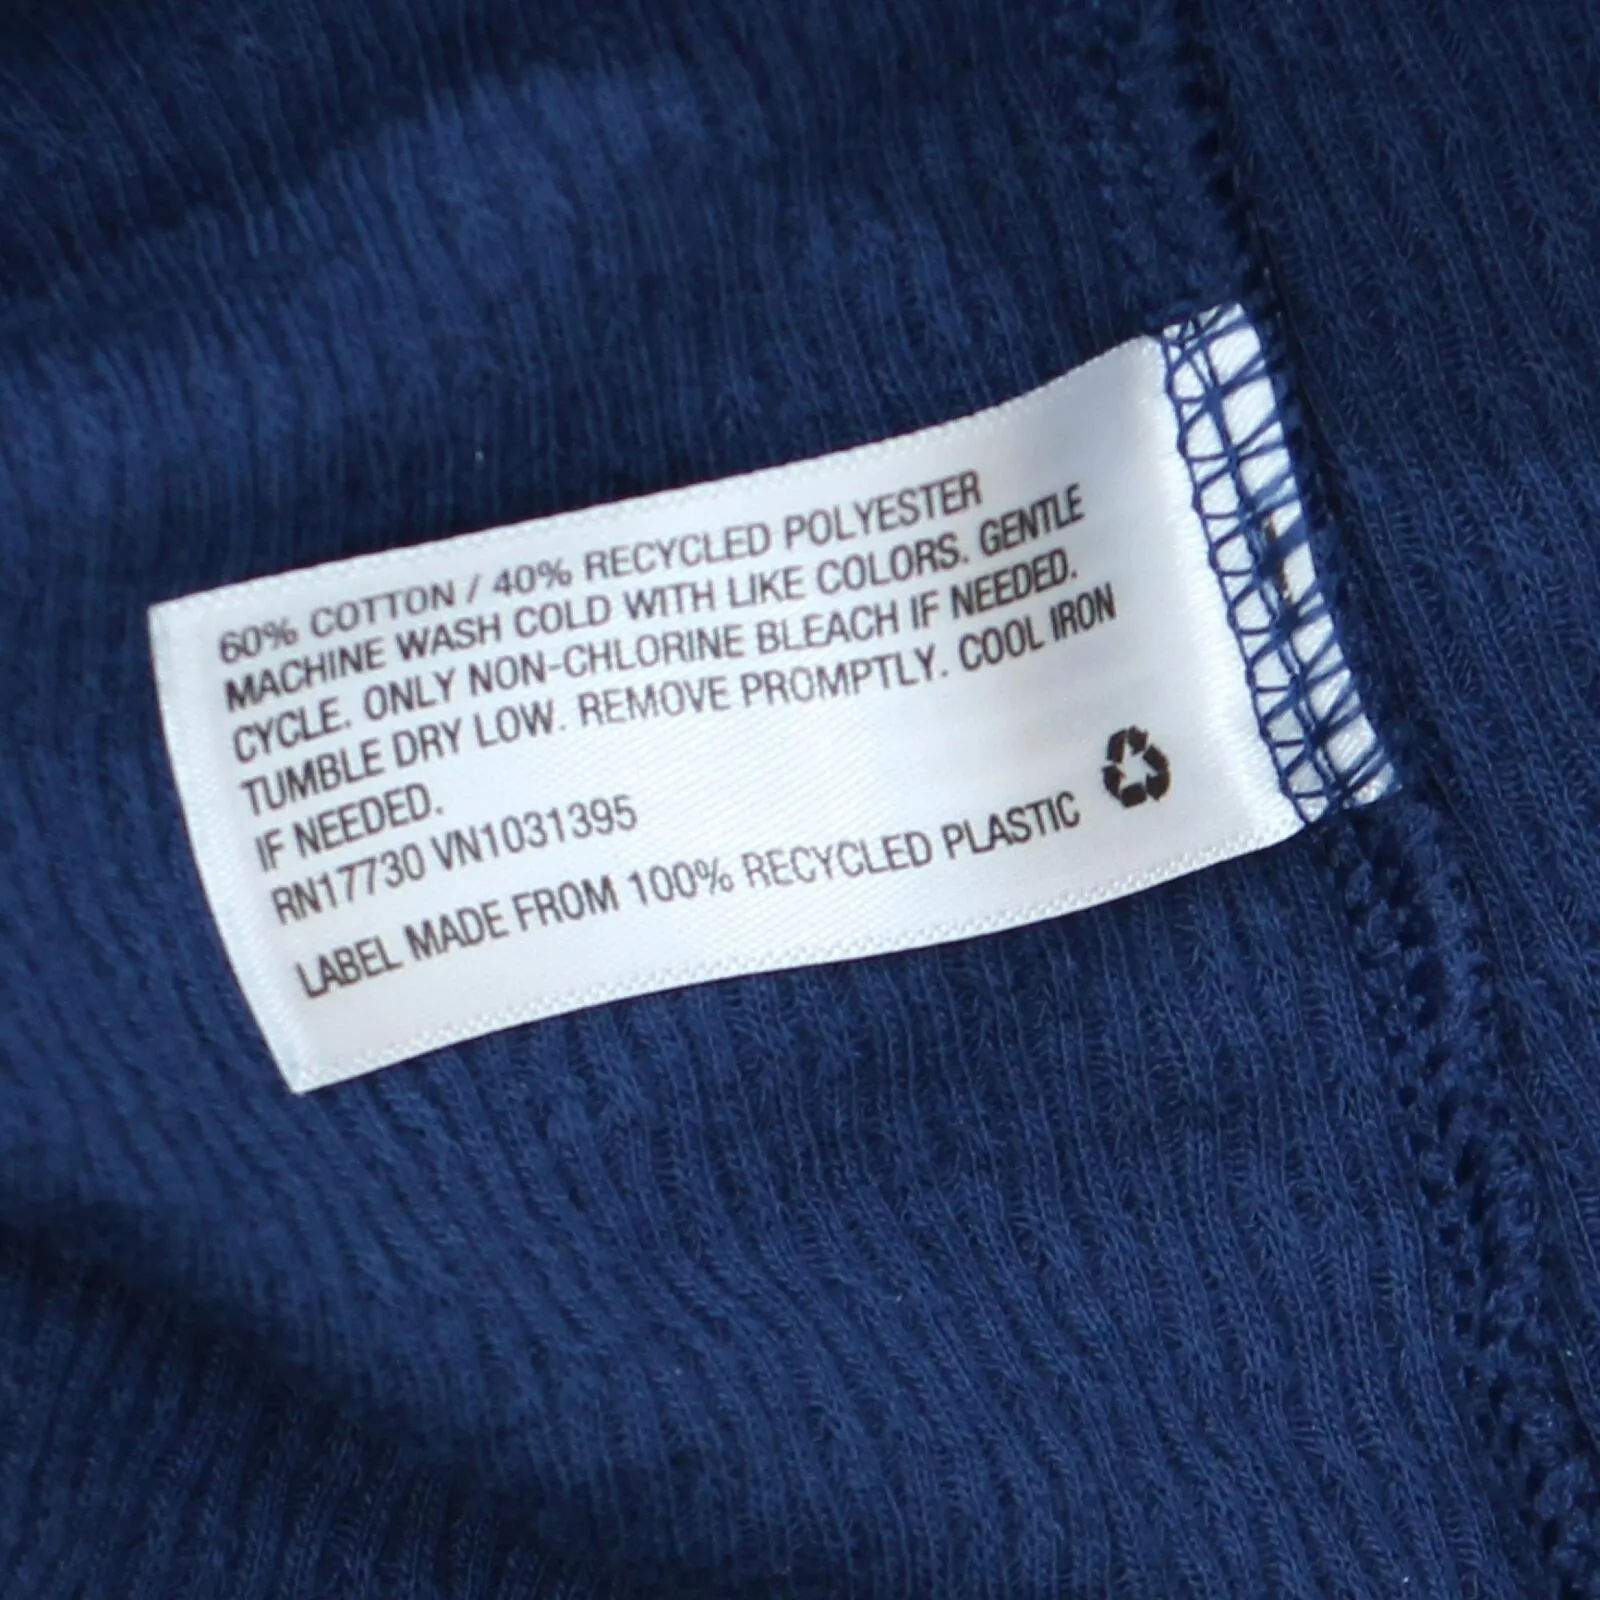 60% COTTON / 40% RECYCLED POLYESTER
MACHINE WASH COLD WITH LIKE COLORS. GENTLE
CYCLE. ONLY NON-CHLORINE BLEACH IF NEEDED.
TUMBLE DRY LOW. REMOVE PROMPTLY. COOL IRON
IF NEEDED.
RN17730 VN1031395
LABEL MADE FROM 100% RECYCLED PLASTIC